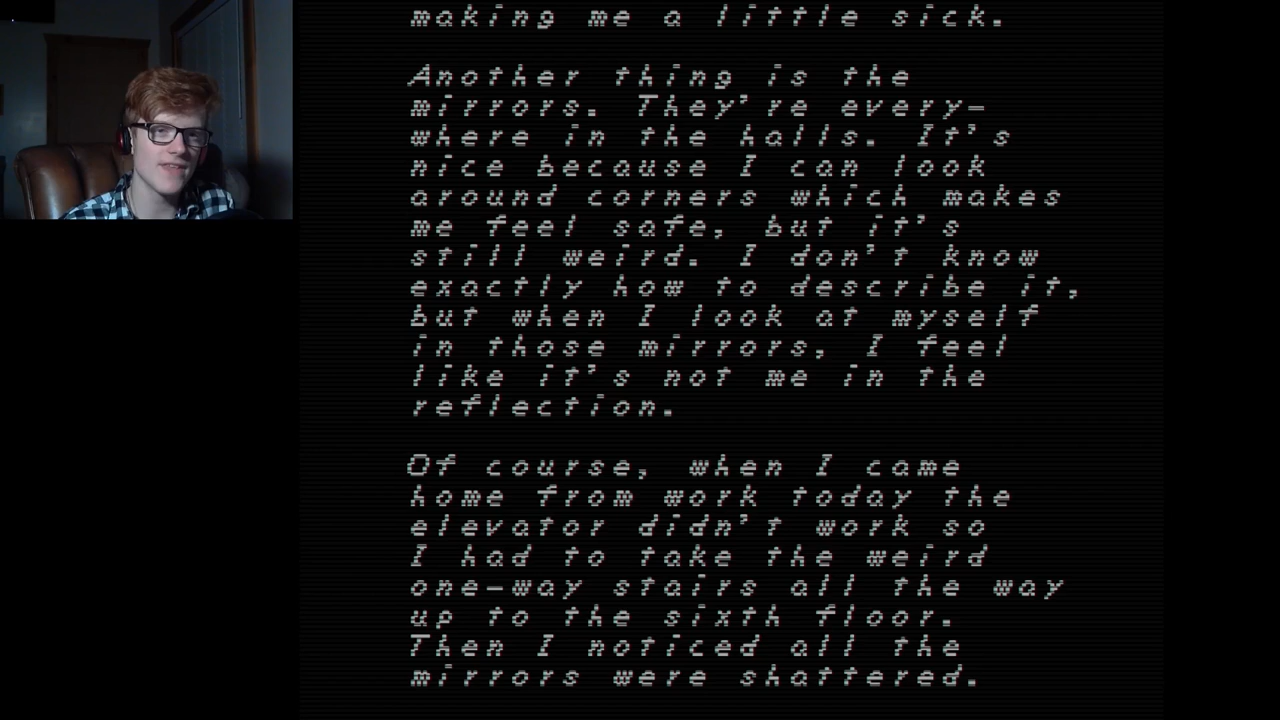 making me a little sick.
Another thing is the
mirrors. They're every-
where in the halls. It's
nice because I can look
around corners which makes
me feel safe, but it's
still weird. I don't know
exactly how to describe it,
but when I look at myself
in those mirrors, I feel
like it's not me in the
reflection.
Of course, when I came
home from work today the
elevator didn't work so
I had to take the weird
one-way stairs all the way
up to the sixth floor.
Then I noticed all the
mirrors were shattered.